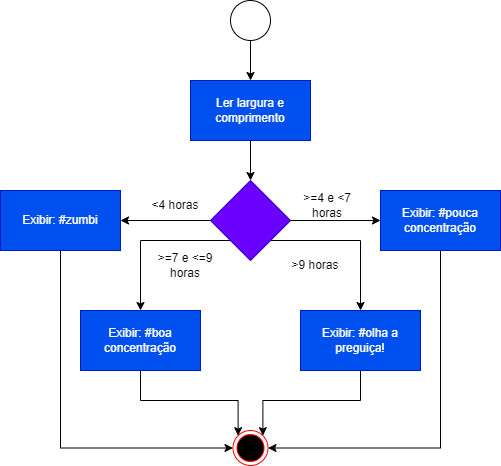 Ler largura e
comprimento
<4 horas
>=4 e <7
horas
Exibir: #zumbi
Exibir: #pouca
concentração
>=7 e <=9
horas
>9 horas
Exibir: #boa
concentração
Exibir: #olha a
preguiça!